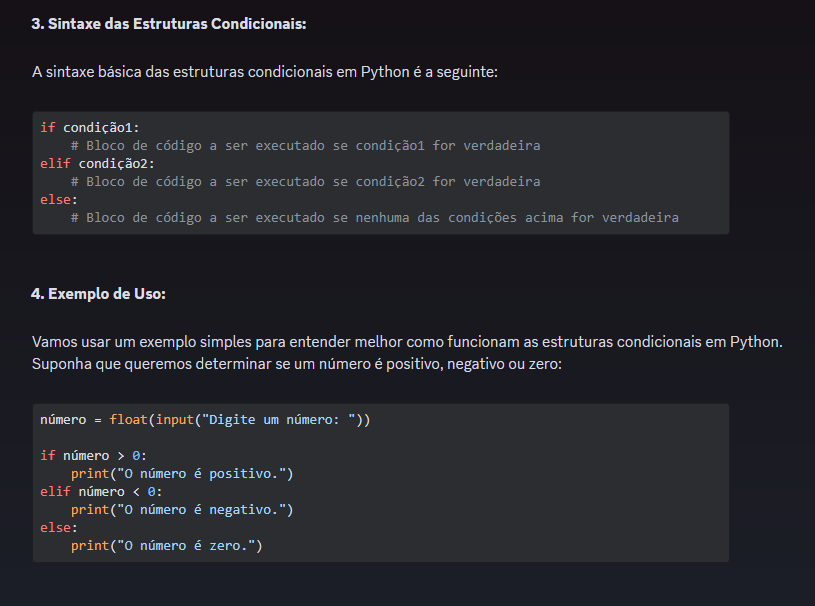 3. Sintaxe das Estruturas Condicionais:
A sintaxe básica das estruturas condicionais em Python é a seguinte:
if condição1:
    # Bloco de código a ser executado se condição1 for verdadeira
elif condição2:
    # Bloco de código a ser executado se condição2 for verdadeira
else:
    # Bloco de código a ser executado se nenhuma das condições acima for verdadeira
4. Exemplo de Uso:
Vamos usar um exemplo simples para entender melhor como funcionam as estruturas condicionais em Python.
Suponha que queremos determinar se um número é positivo, negativo ou zero:
número = float(input("Digite um número: "))
if número > 0:
    print("O número é positivo.")
elif número < 0:
    print("O número é negativo.")
else:
    print("O número é zero.")